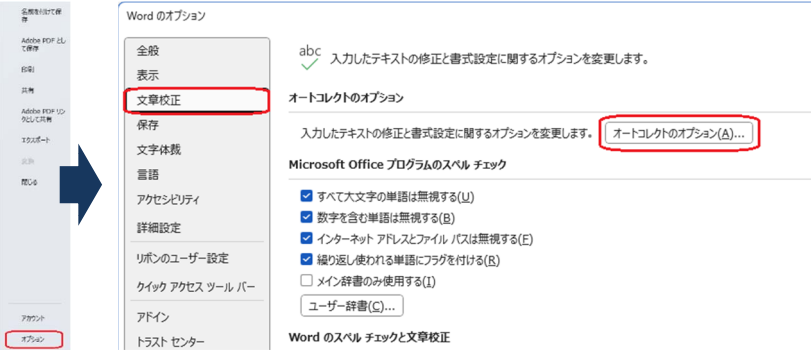 名前を付けて保
存
Adobe PDF とし
て保存
印刷
共有
Adobe PDF リン
クとして共有
エクスポート
変換
閉じる
アカウント
オプション
Word のオプション
全般
表示
文章校正
保存
文字体裁
言語
アクセシビリティ
詳細設定
リボンのユーザー設定
クイック アクセス ツール バー
アドイン
トラスト センター
abc
入力したテキストの修正と書式設定に関するオプションを変更します。
オートコレクトのオプション
入力したテキストの修正と書式設定に関するオプションを変更します。 オートコレクトのオプション(A)...
Microsoft Office プログラムのスペル チェック
すべて大文字の単語は無視する(U)
数字を含む単語は無視する(B)
インターネット アドレスとファイル パスは無視する(F)
繰り返し使われる単語にフラグを付ける(R)
メイン辞書のみ使用する(I)
ユーザー辞書(C)...
Word のスペル チェックと文章校正